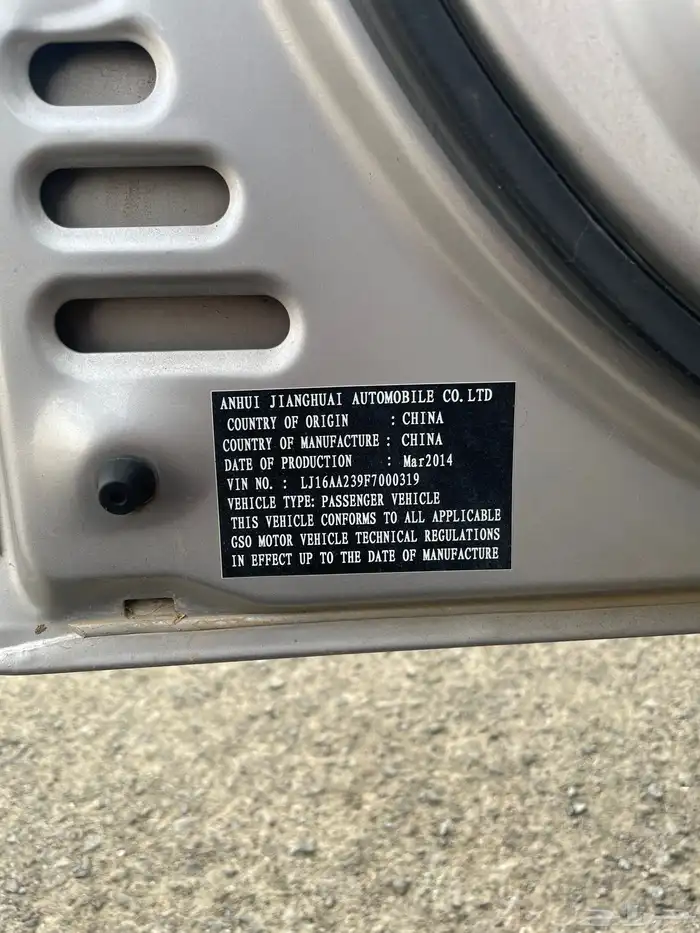 ANHUI JIANGHUAI AUTOMOBILE CO.LTD
COUNTRY OF ORIGIN : CHINA
COUNTRY OF MANUFACTURE : CHINA
DATE OF PRODUCTION : Mar2014
VIN NO. : LJ16AA239F7000319
VEHICLE TYPE: PASSENGER VEHICLE
THIS VEHICLE CONFORMS TO ALL APPLICABLE
GSO MOTOR VEHICLE TECHNICAL REGULATIONS
IN EFFECT UP TO THE DATE OF MANUFACTURE